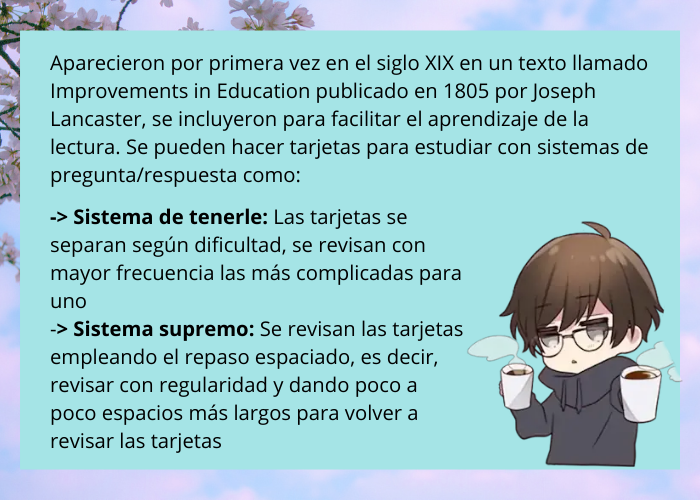 Aparecieron por primera vez en el siglo XIX en un texto llamado
Improvements in Education publicado en 1805 por Joseph
Lancaster, se incluyeron para facilitar el aprendizaje de la
lectura. Se pueden hacer tarjetas para estudiar con sistemas de
pregunta/respuesta como:
-> Sistema de tenerle: Las tarjetas se
separan según dificultad, se revisan con
mayor frecuencia las más complicadas para
uno
-> Sistema supremo: Se revisan las tarjetas
empleando el repaso espaciado, es decir,
revisar con regularidad y dando poco a
poco espacios más largos para volver a
revisar las tarjetas